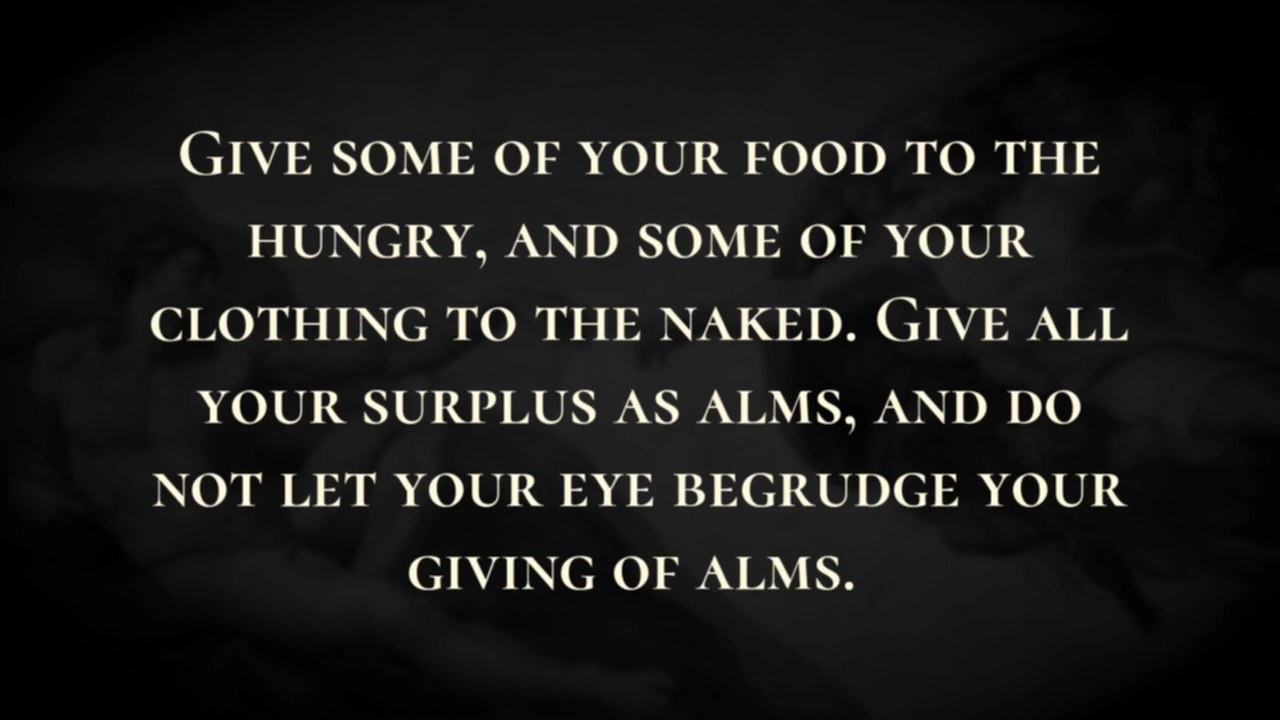 Give some of your food to the
hungry, and some of your
clothing to the naked. Give all
your surplus as alms, and do
not let your eye begrudge your
giving of alms.